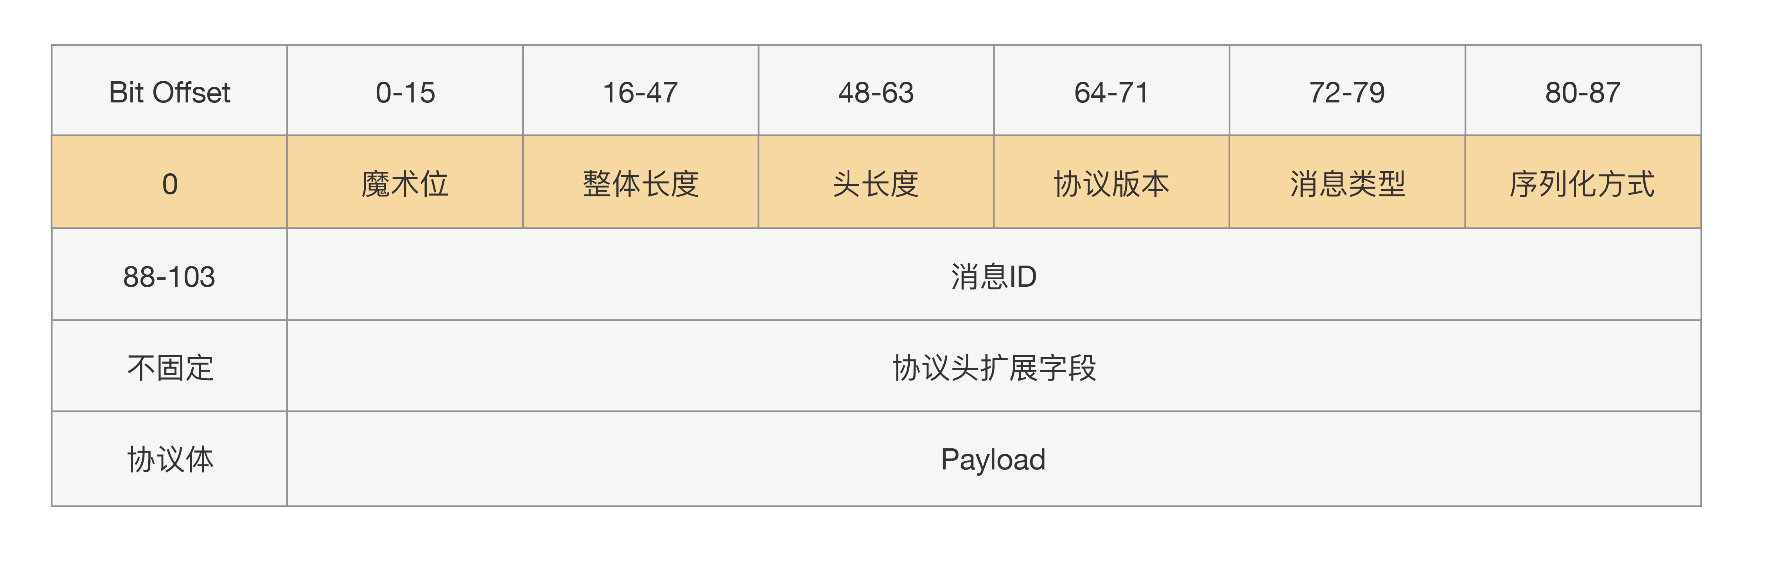 Bit Offset 0-15 16-47 48-63 64-71 72-79 80-87
0 魔术位 整体长度 头长度 协议版本 消息类型 序列化方式
88-103 消息ID
不固定 协议头扩展字段
协议体 Payload